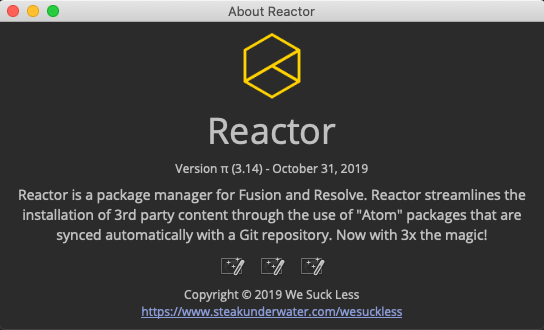 About Reactor
Reactor
Version π (3.14) - October 31, 2019
Reactor is a package manager for Fusion and Resolve. Reactor streamlines the
installation of 3rd party content through the use of "Atom" packages that are
synced automatically with a Git repository. Now with 3x the magic!
Copyright © 2019 We Suck Less
https://www.steakunderwater.com/wesuckless